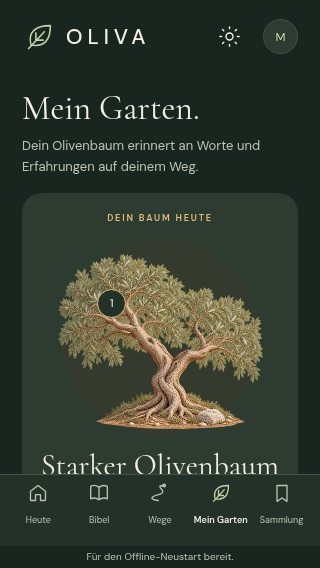 OLIVA
M
Mein Garten.
Dein Olivenbaum erinnert an Worte und
Erfahrungen auf deinem Weg.
DEIN BAUM HEUTE
1
Starker Olivenbaum
Heute
Bibel
Wege
Mein Garten
Sammlung
Für den Offline-Neustart bereit.